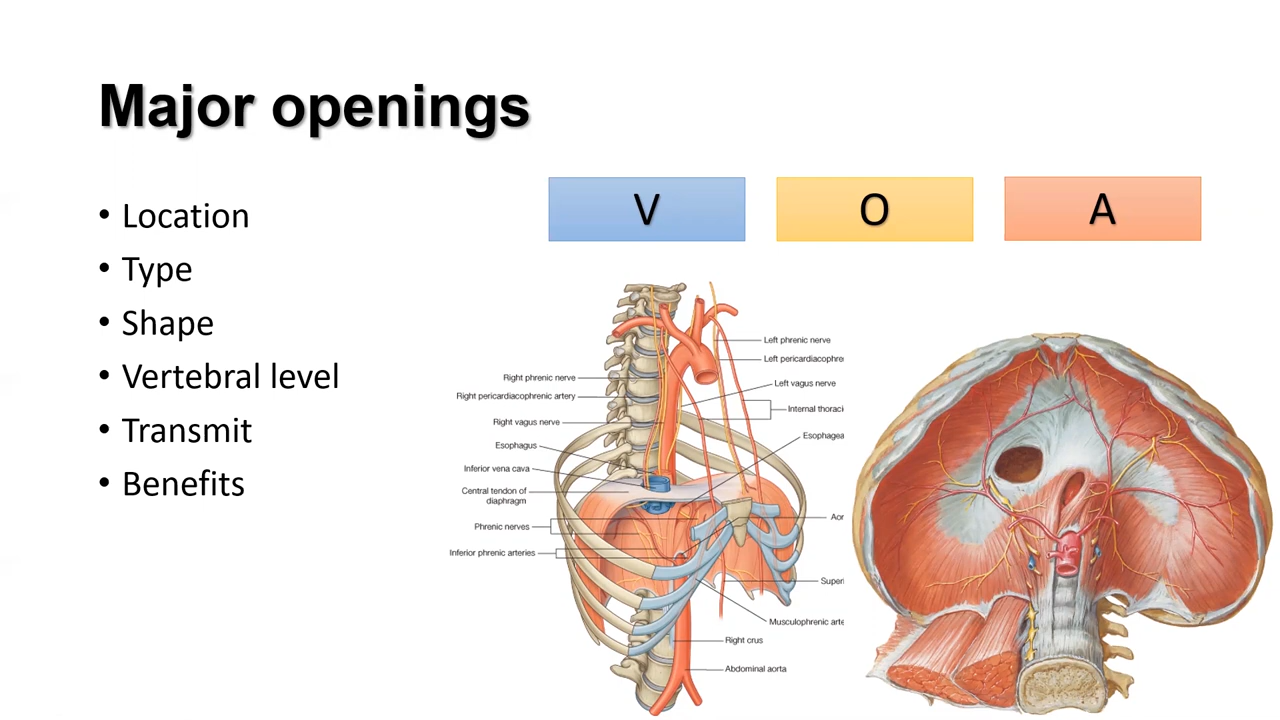 Major openings
• Location
• Type
• Shape
• Vertebral level
• Transmit
• Benefits
V
O
A
Right phrenic nerve
Right pericardiacophrenic artery
Right vagus nerve
Esophagus
Inferior vena cava
Central tendon of
diaphragm
Phrenic nerves
Inferior phrenic arteries
Left phrenic nerve
Left pericardiacophre
Left vagus nerve
Internal thoraci
Esophagea
Aor
Superi
Musculophrenic arte
Right crus
Abdominal aorta